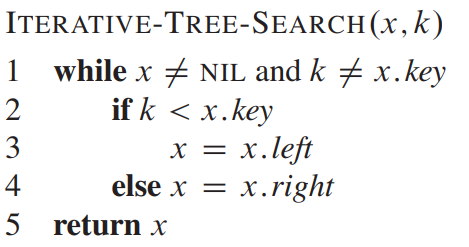 ITERATIVE-TREE-SEARCH(x, k)
1 while x ≠ NIL and k ≠ x.key
2 if k < x.key
3 x = x.left
4 else x = x.right
5 return x